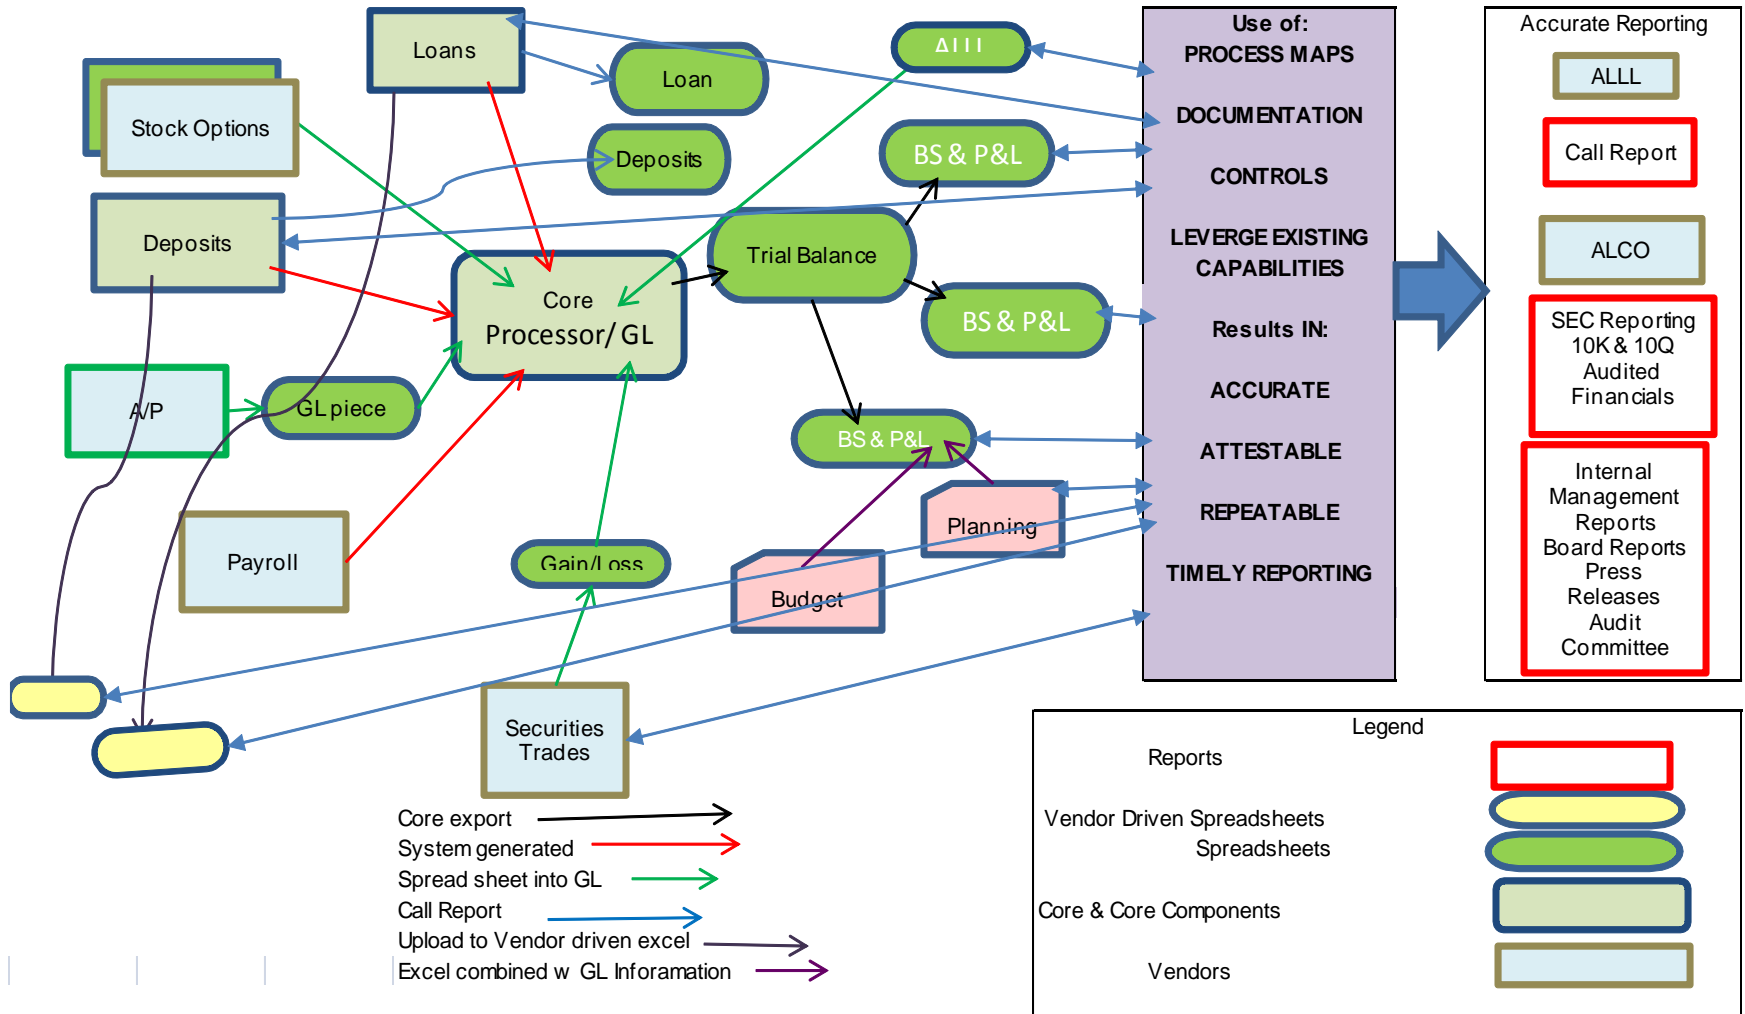 Loans
Stock Options
Loan
Deposits
Deposits
BS & P&L
Trial Balance
BS & P&L
Core
Processor/ GL
A/P
GL piece
BS & P&L
Payroll
Gain/Loss
Planning
Budget
Securities
Trades
Use of:
PROCESS MAPS
DOCUMENTATION
CONTROLS
LEVERGE EXISTING
CAPABILITIES
Results IN:
ACCURATE
ATTESTABLE
REPEATABLE
TIMELY REPORTING
Accurate Reporting
ALLL
Call Report
ALCO
SEC Reporting
10K & 10Q
Audited
Financials
Internal
Management
Reports
Board Reports
Press
Releases
Audit
Committee
Core export
System generated
Spread sheet into GL
Call Report
Upload to Vendor driven excel
Excel combined w GL Inforamation
Legend
Reports
Vendor Driven Spreadsheets
Spreadsheets
Core & Core Components
Vendors